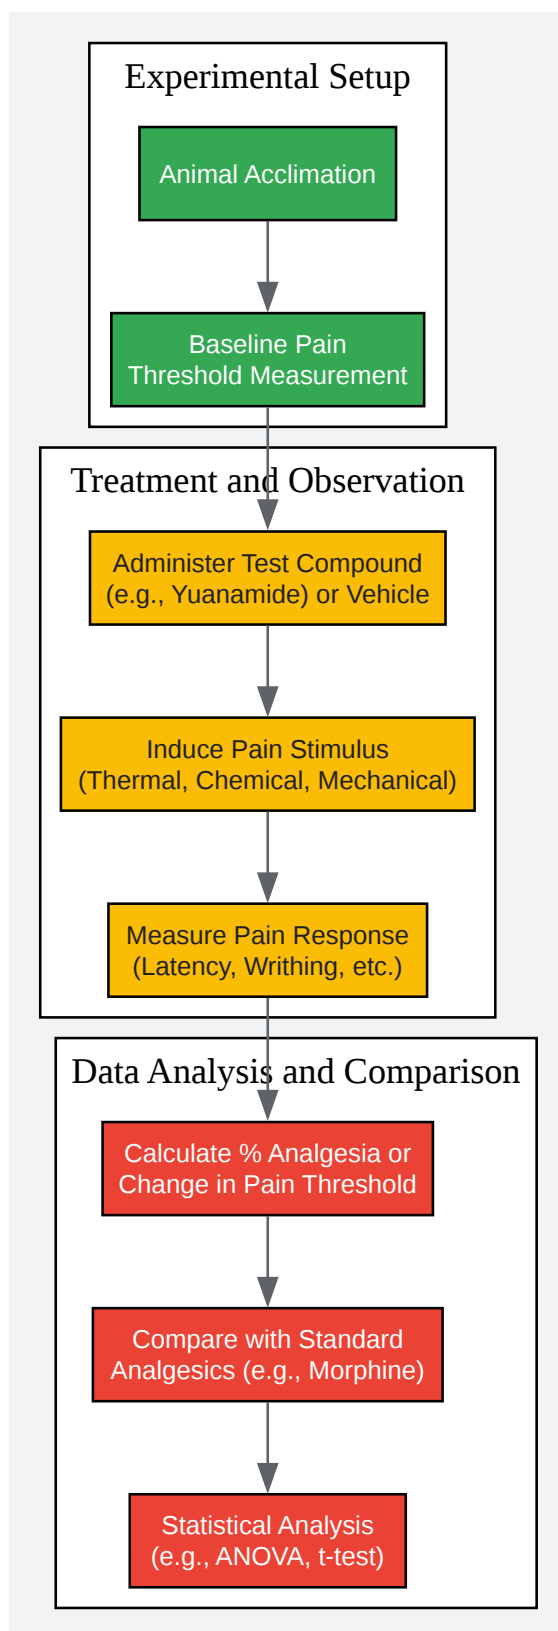 Experimental Setup
Animal Acclimation
Baseline Pain
Threshold Measurement
Treatment and Observation
Administer Test Compound
(e.g., Yuanamide) or Vehicle
Induce Pain Stimulus
(Thermal, Chemical, Mechanical)
Measure Pain Response
(Latency, Writhing, etc.)
Data Analysis and Comparison
Calculate % Analgesia or
Change in Pain Threshold
Compare with Standard
Analgesics (e.g., Morphine)
Statistical Analysis
(e.g., ANOVA, t-test)